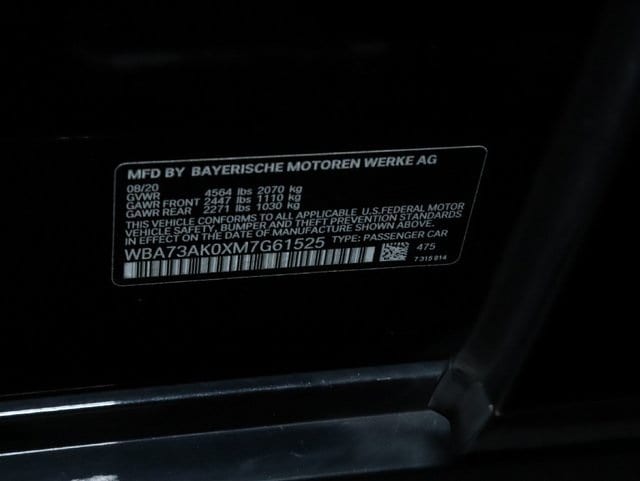 MFD BY BAYERISCHE MOTOREN WERKE AG
08/20
GVWR 4564 lbs 2070 kg
GAWR FRONT 2447 lbs 1110 kg
GAWR REAR 2271 lbs 1030 kg
THIS VEHICLE CONFORMS TO ALL APPLICABLE U.S.FEDERAL MOTOR
VEHICLE SAFETY, BUMPER AND THEFT PREVENTION STANDARDS
IN EFFECT ON THE DATE OF MANUFACTURE SHOWN ABOVE.
WBA73AK0XM7G61525 TYPE: PASSENGER CAR
475
7 315 814